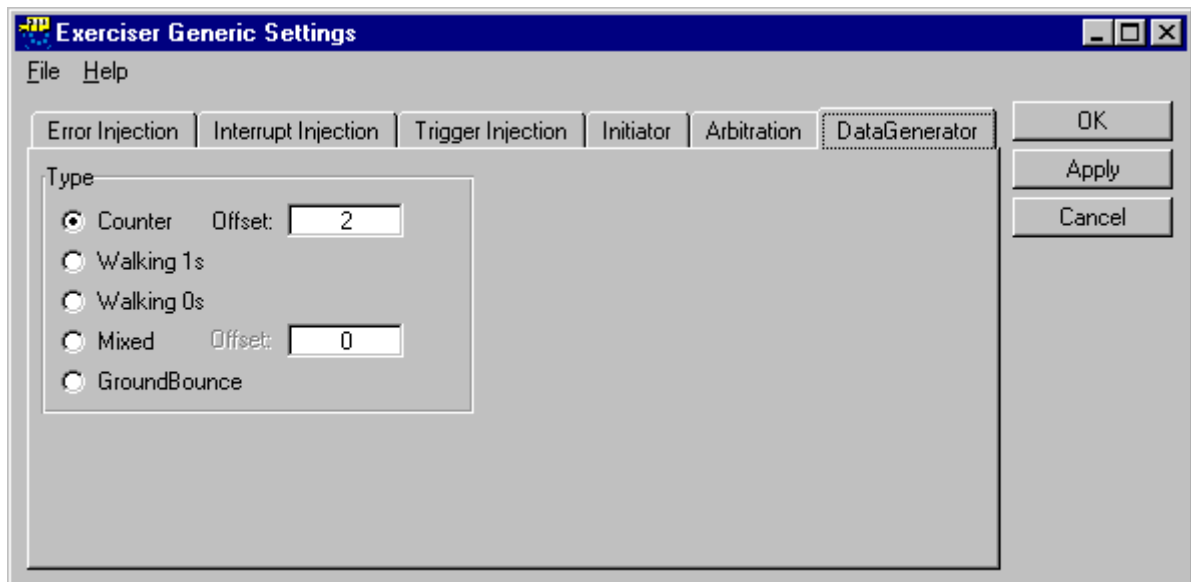 Exerciser Generic Settings
File Help
Error Injection Interrupt Injection Trigger Injection Initiator Arbitration DataGenerator
OK
Apply
Cancel
Type
Counter Offset: 2
Walking 1s
Walking 0s
Mixed Offset: 0
GroundBounce